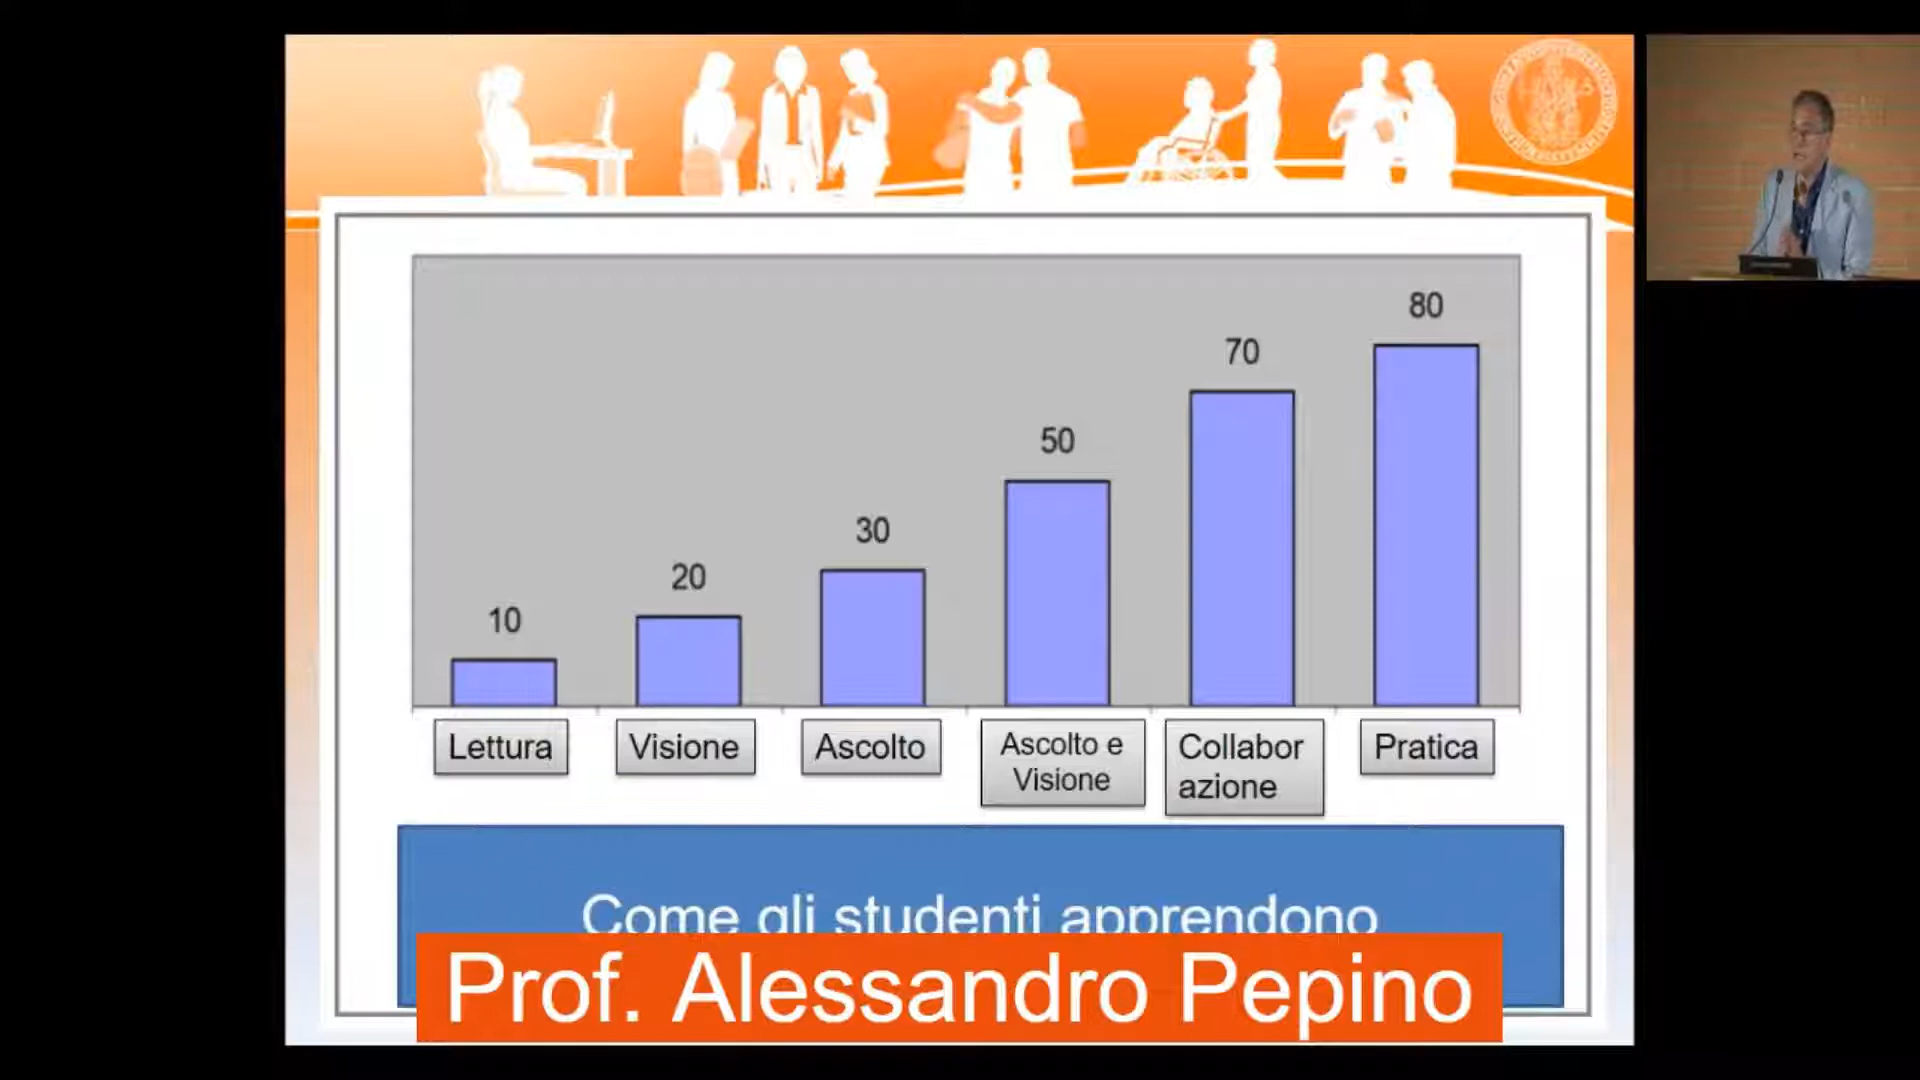 80
70
50
30
20
10
Lettura
Visione
Ascolto
Ascolto e
Visione
Collabor
azione
Pratica
Come gli studenti apprendono
Prof. Alessandro Pepino